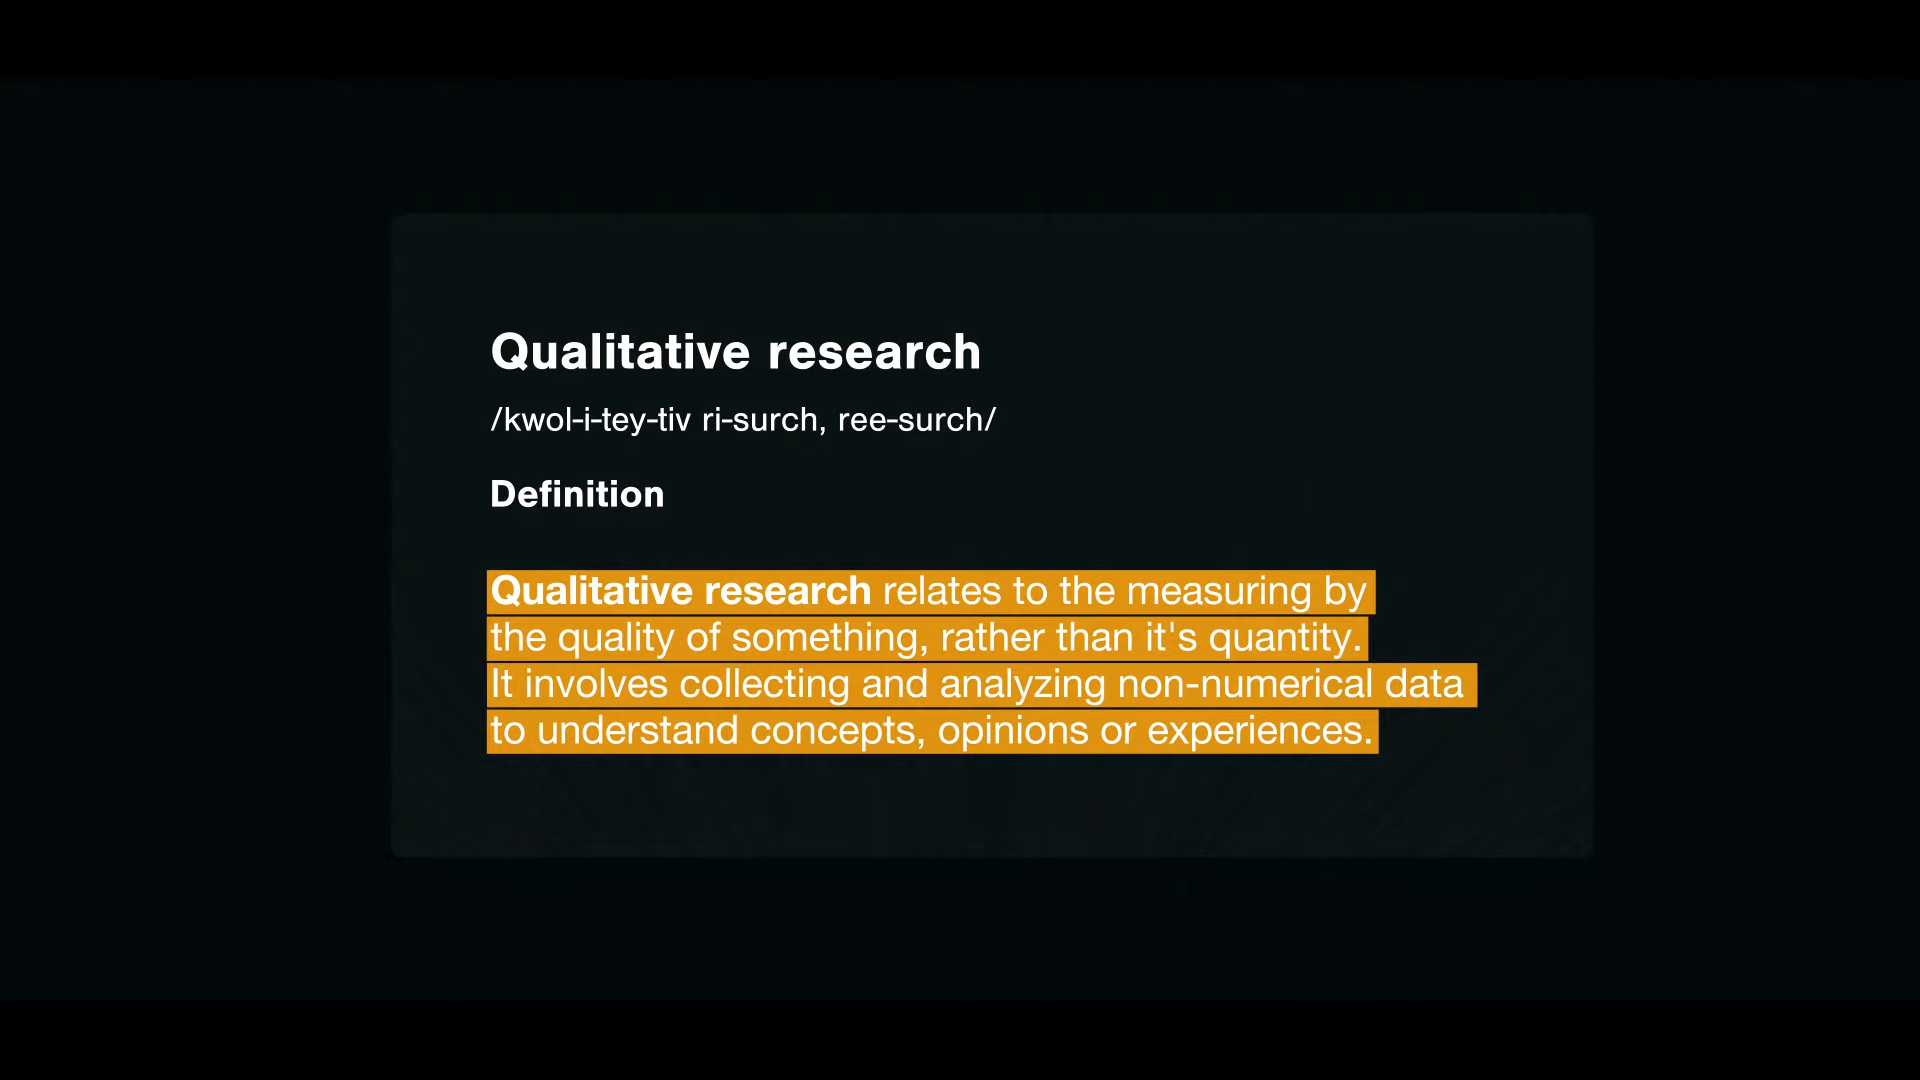 Qualitative research
/kwol-i-tey-tiv ri-surch, ree-surch/
Definition
Qualitative research relates to the measuring by
the quality of something, rather than it's quantity.
It involves collecting and analyzing non-numerical data
to understand concepts, opinions or experiences.